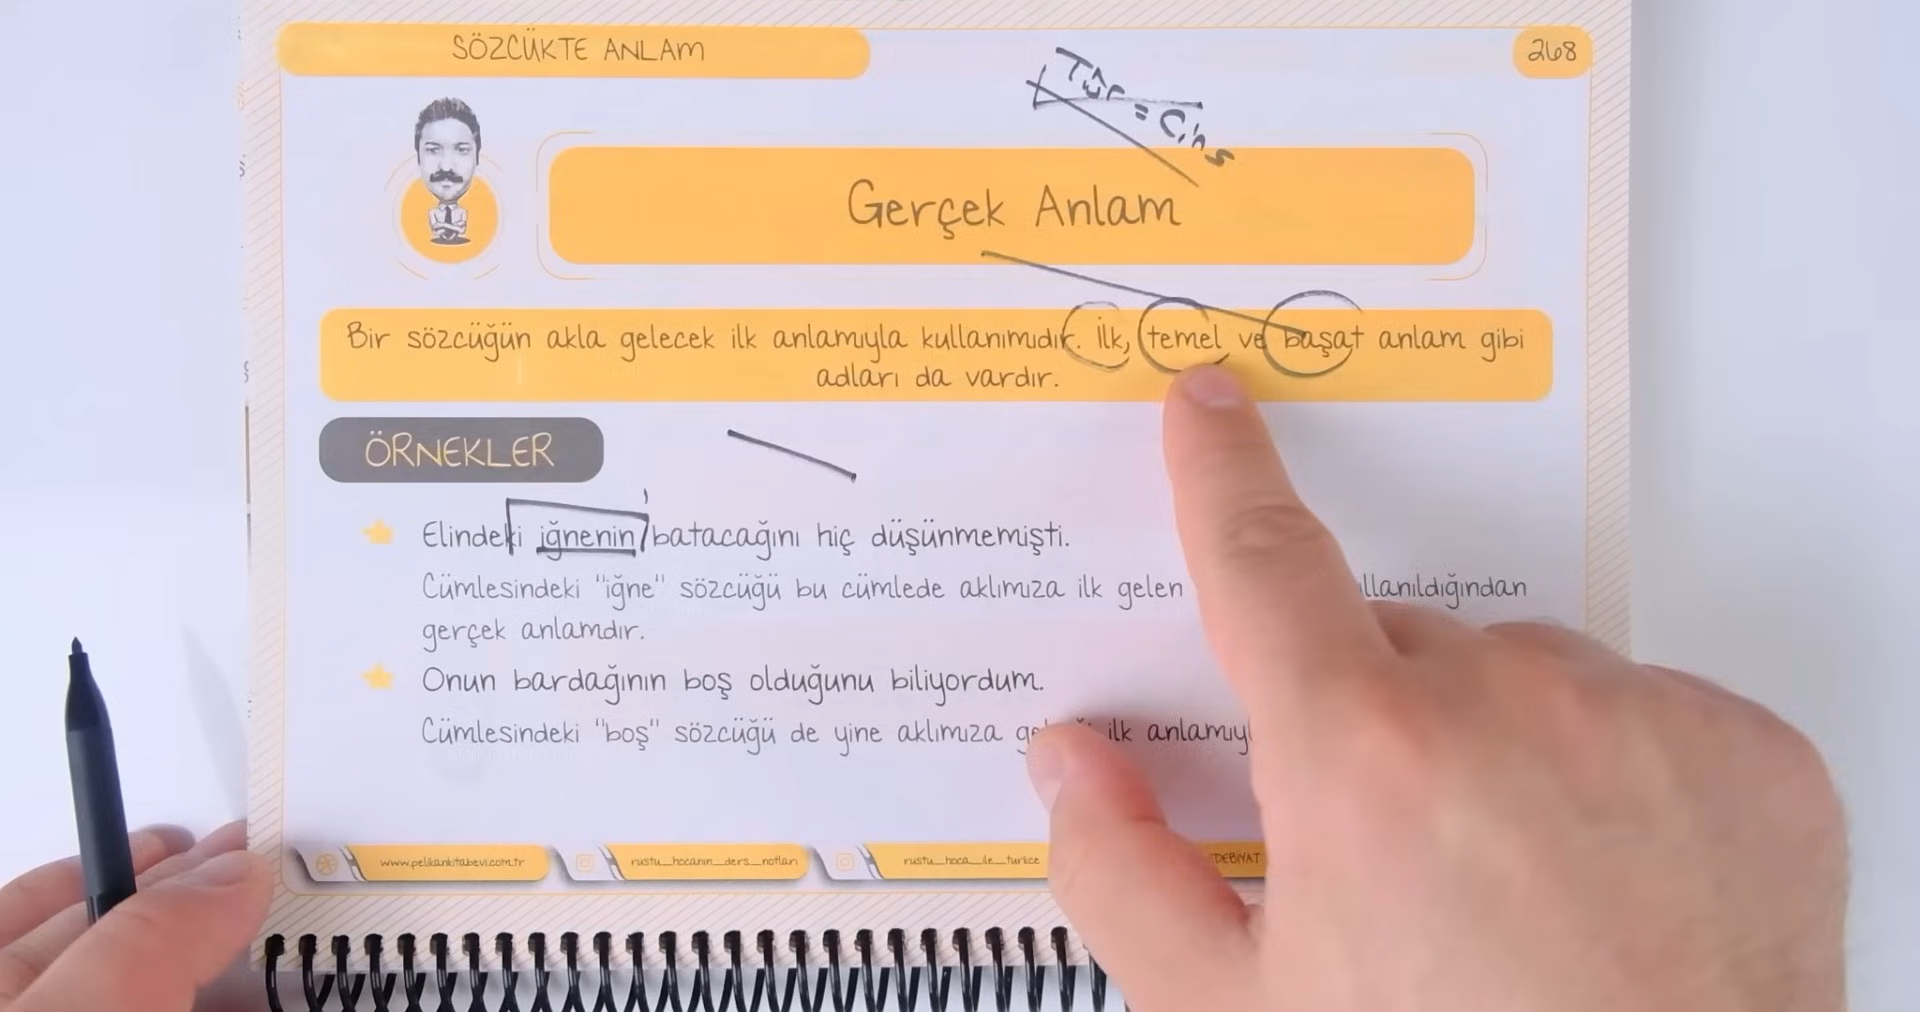 SÖZCÜKTE ANLAM
268
Tür = Cins
Gerçek Anlam
Bir sözcüğün akla gelecek ilk anlamıyla kullanımıdır. İlk, temel ve başat anlam gibi
adları da vardır.
ÖRNEKLER
Elindeki iğnenin batacağını hiç düşünmemişti.
Cümlesindeki "iğne" sözcüğü bu cümlede aklımıza ilk gelen
gerçek anlamdır.
Onun bardağının boş olduğunu biliyordum.
Cümlesindeki "boş" sözcüğü de yine aklımıza ilk
www.pelikankitabevi.com.tr
rustu_hocanin_ders_notlari
rustu_hoca_ile_turkce